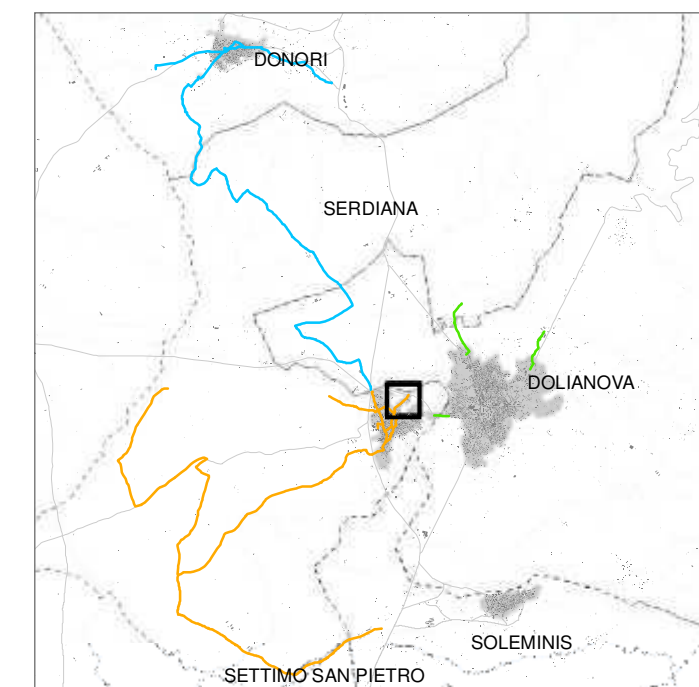 DONORI
SERDIANA
DOLIANOVA
SOLEMINIS
SETTIMO SAN PIETRO